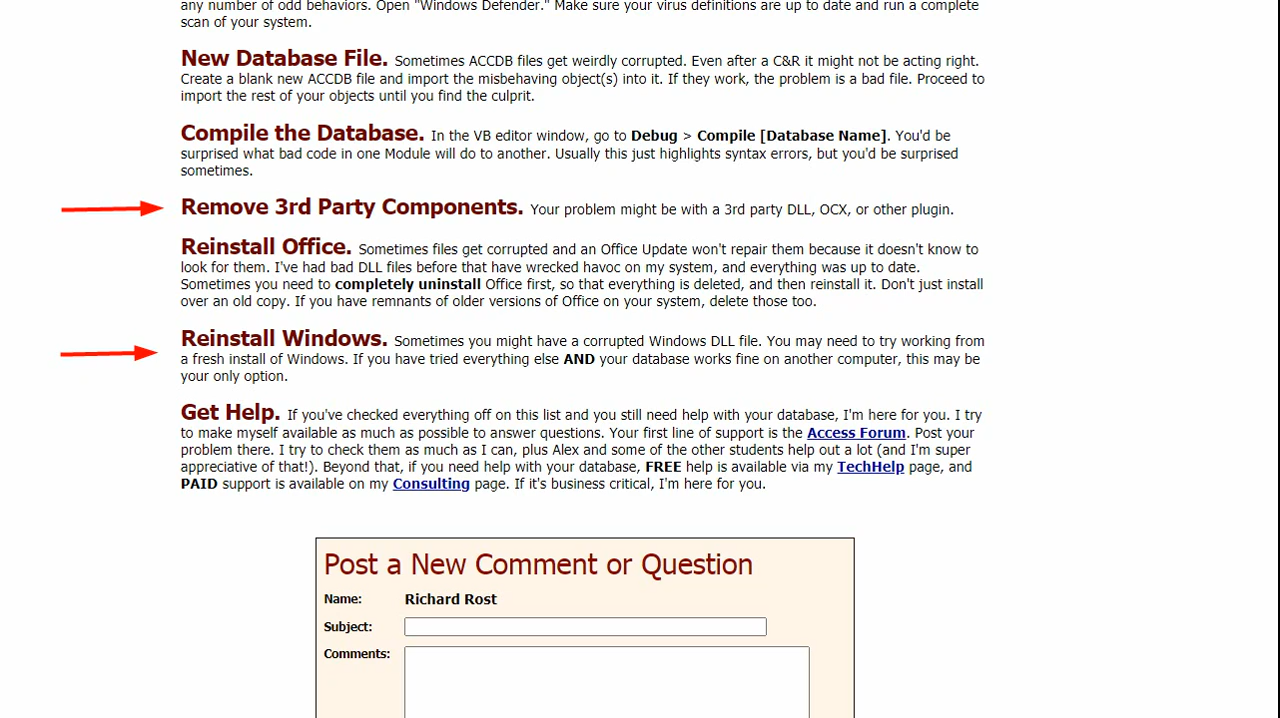 any number of odd behaviors. Open "Windows Defender." Make sure your virus definitions are up to date and run a complete
scan of your system.
New Database File. Sometimes ACCDB files get weirdly corrupted. Even after a C&R it might not be acting right.
Create a blank new ACCDB file and import the misbehaving object(s) into it. If they work, the problem is a bad file. Proceed to
import the rest of your objects until you find the culprit.
Compile the Database. In the VB editor window, go to Debug > Compile [Database Name]. You'd be
surprised what bad code in one Module will do to another. Usually this just highlights syntax errors, but you'd be surprised
sometimes.
Remove 3rd Party Components. Your problem might be with a 3rd party DLL, OCX, or other plugin.
Reinstall Office. Sometimes files get corrupted and an Office Update won't repair them because it doesn't know to
look for them. I've had bad DLL files before that have wrecked havoc on my system, and everything was up to date.
Sometimes you need to completely uninstall Office first, so that everything is deleted, and then reinstall it. Don't just install
over an old copy. If you have remnants of older versions of Office on your system, delete those too.
Reinstall Windows. Sometimes you might have a corrupted Windows DLL file. You may need to try working from
a fresh install of Windows. If you have tried everything else AND your database works fine on another computer, this may be
your only option.
Get Help. If you've checked everything off on this list and you still need help with your database, I'm here for you. I try
to make myself available as much as possible to answer questions. Your first line of support is the Access Forum. Post your
problem there. I try to check them as much as I can, plus Alex and some of the other students help out a lot (and I'm super
appreciative of that!). Beyond that, if you need help with your database, FREE help is available via my TechHelp page, and
PAID support is available on my Consulting page. If it's business critical, I'm here for you.
Post a New Comment or Question
Name: Richard Rost
Subject:
Comments: